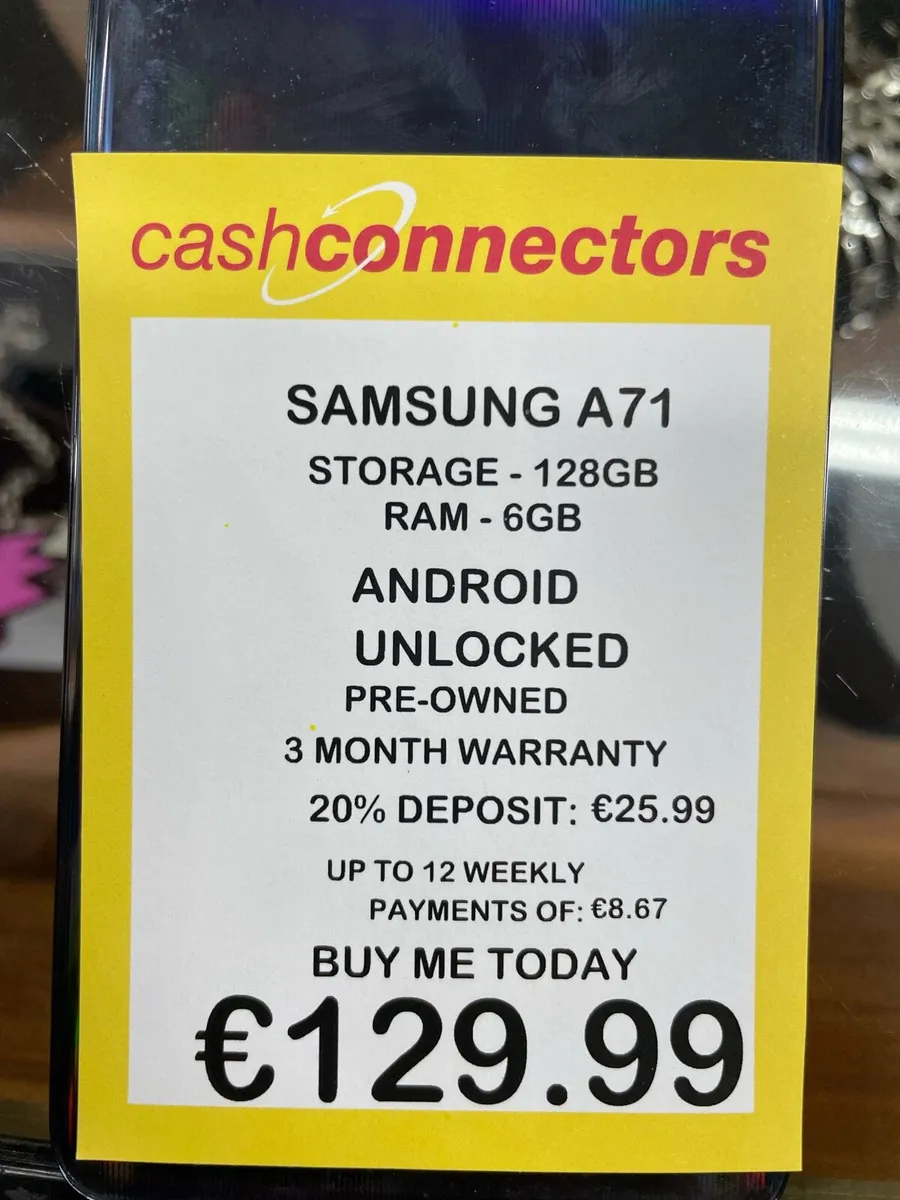 cashconnectors
SAMSUNG A71
STORAGE - 128GB
RAM - 6GB
ANDROID
UNLOCKED
PRE-OWNED
3 MONTH WARRANTY
20% DEPOSIT: €25.99
UP TO 12 WEEKLY
PAYMENTS OF: €8.67
BUY ME TODAY
€129.99